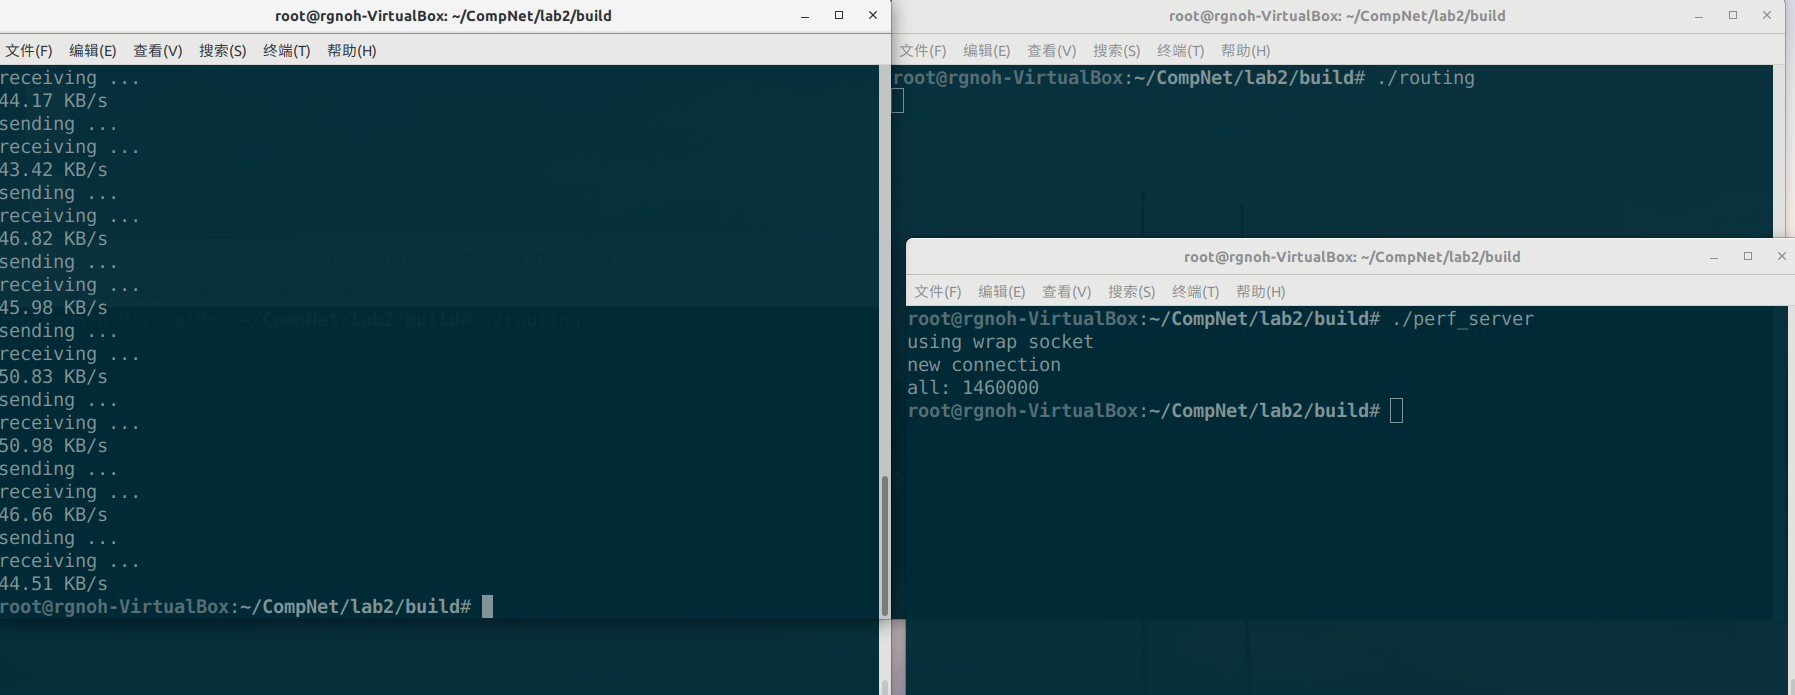 root@rgnoh-VirtualBox: ~/CompNet/lab2/build
文件(F) 编辑(E) 查看(V) 搜索(S) 终端(T) 帮助(H)
receiving ...
44.17 KB/s
sending ...
receiving ...
43.42 KB/s
sending ...
receiving ...
46.82 KB/s
sending ...
receiving ...
45.98 KB/s
sending ...
receiving ...
50.83 KB/s
sending ...
receiving ...
50.98 KB/s
sending ...
receiving ...
46.66 KB/s
sending ...
receiving ...
44.51 KB/s
root@rgnoh-VirtualBox:~/CompNet/lab2/build#
root@rgnoh-VirtualBox: ~/CompNet/lab2/build
文件(F) 编辑(E) 查看(V) 搜索(S) 终端(T) 帮助(H)
root@rgnoh-VirtualBox:~/CompNet/lab2/build# ./routing
root@rgnoh-VirtualBox: ~/CompNet/lab2/build
文件(F) 编辑(E) 查看(V) 搜索(S) 终端(T) 帮助(H)
root@rgnoh-VirtualBox:~/CompNet/lab2/build# ./perf_server
using wrap socket
new connection
all: 1460000
root@rgnoh-VirtualBox:~/CompNet/lab2/build#